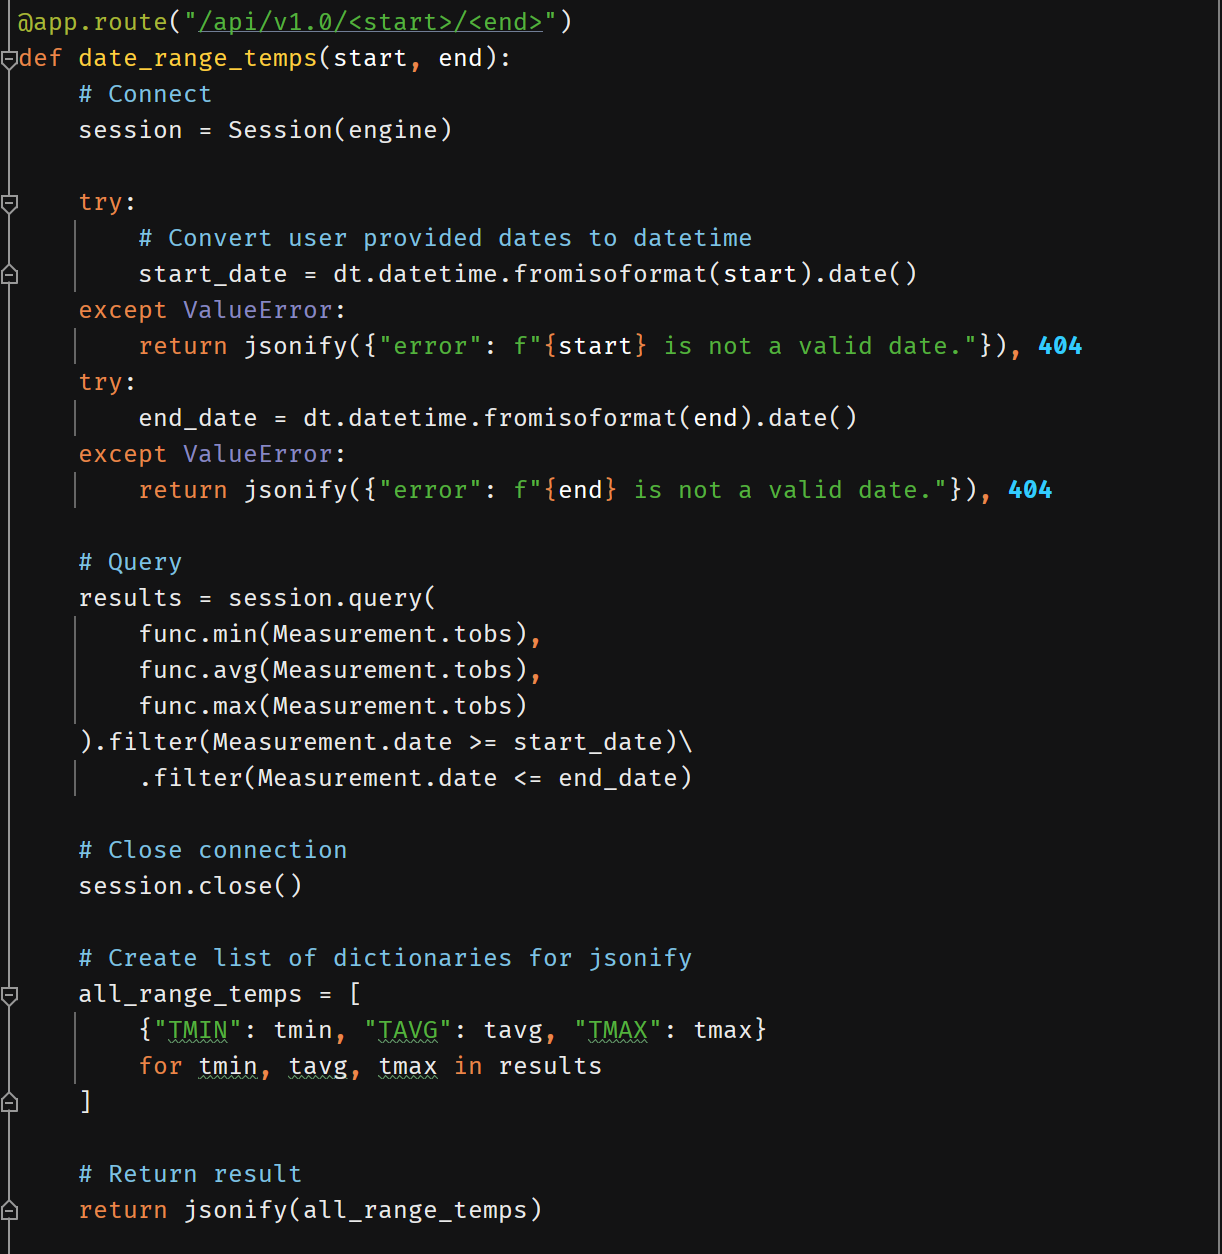 @app.route("/api/v1.0/<start>/<end>")
def date_range_temps(start, end):
    # Connect
    session = Session(engine)

    try:
        # Convert user provided dates to datetime
        start_date = dt.datetime.fromisoformat(start).date()
    except ValueError:
        return jsonify({"error": f"{start} is not a valid date."}), 404
    try:
        end_date = dt.datetime.fromisoformat(end).date()
    except ValueError:
        return jsonify({"error": f"{end} is not a valid date."}), 404

    # Query
    results = session.query(
        func.min(Measurement.tobs),
        func.avg(Measurement.tobs),
        func.max(Measurement.tobs)
    ).filter(Measurement.date >= start_date)\
        .filter(Measurement.date <= end_date)

    # Close connection
    session.close()

    # Create list of dictionaries for jsonify
    all_range_temps = [
        {"TMIN": tmin, "TAVG": tavg, "TMAX": tmax}
        for tmin, tavg, tmax in results
    ]

    # Return result
    return jsonify(all_range_temps)